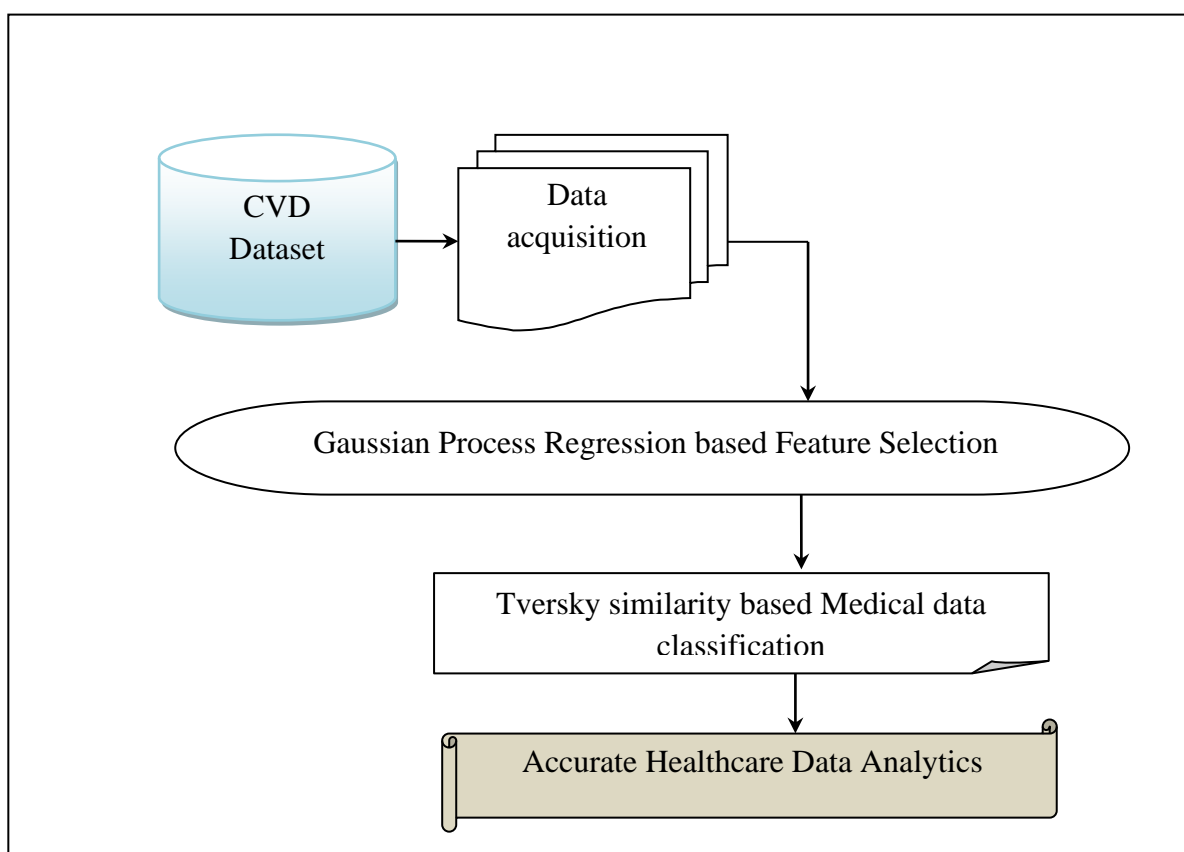 CVD
Dataset
Data
acquisition
Gaussian Process Regression based Feature Selection
Tversky similarity based Medical data
classification
Accurate Healthcare Data Analytics